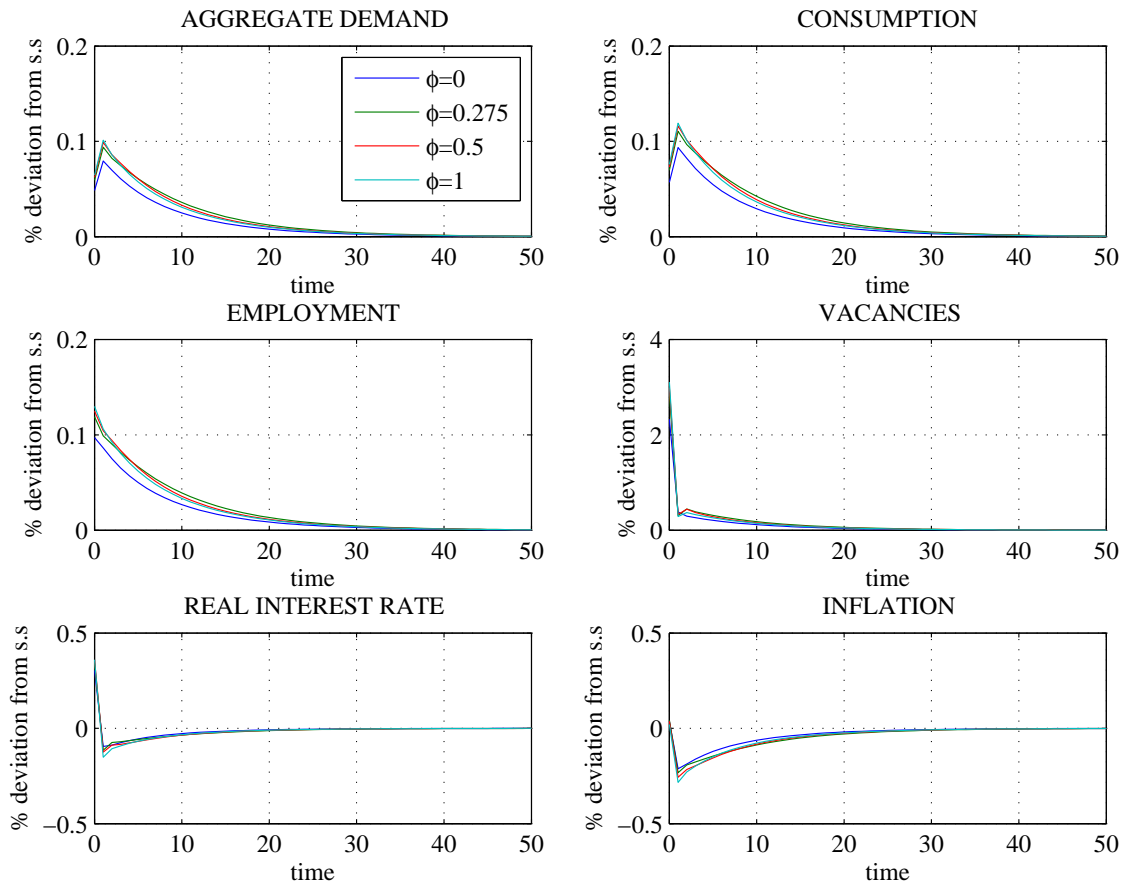 AGGREGATE DEMAND
% deviation from s.s
0.2
0.1
0
0 10 20 30 40 50
time
φ=0
φ=0.275
φ=0.5
φ=1
CONSUMPTION
% deviation from s.s
0.2
0.1
0
0 10 20 30 40 50
time
EMPLOYMENT
% deviation from s.s
0.2
0.1
0
0 10 20 30 40 50
time
VACANCIES
% deviation from s.s
4
2
0
0 10 20 30 40 50
time
REAL INTEREST RATE
% deviation from s.s
0.5
0
−0.5
0 10 20 30 40 50
time
INFLATION
% deviation from s.s
0.5
0
−0.5
0 10 20 30 40 50
time